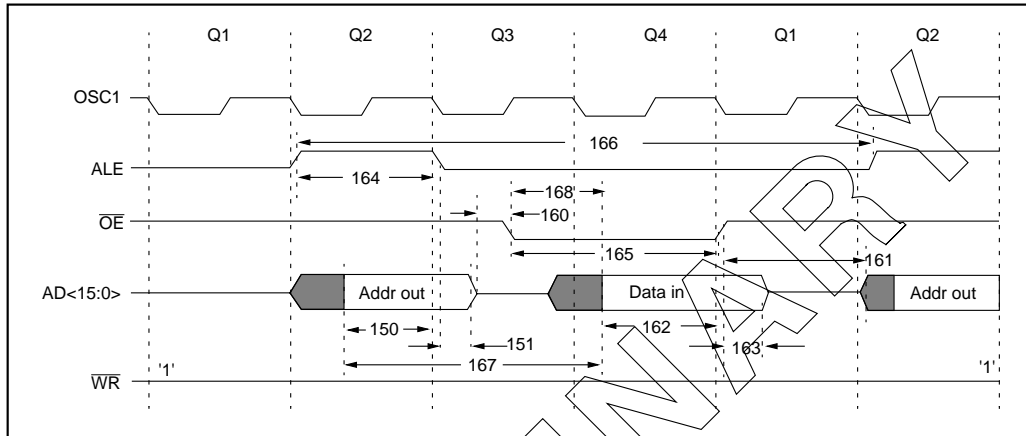 Q1 Q2 Q3 Q4 Q1 Q2
OSC1
166
ALE
164
168
160
OE
165
161
AD<15:0> Addr out Data in Addr out
150 162
151 163
167
'1' '1'
WR
INARY